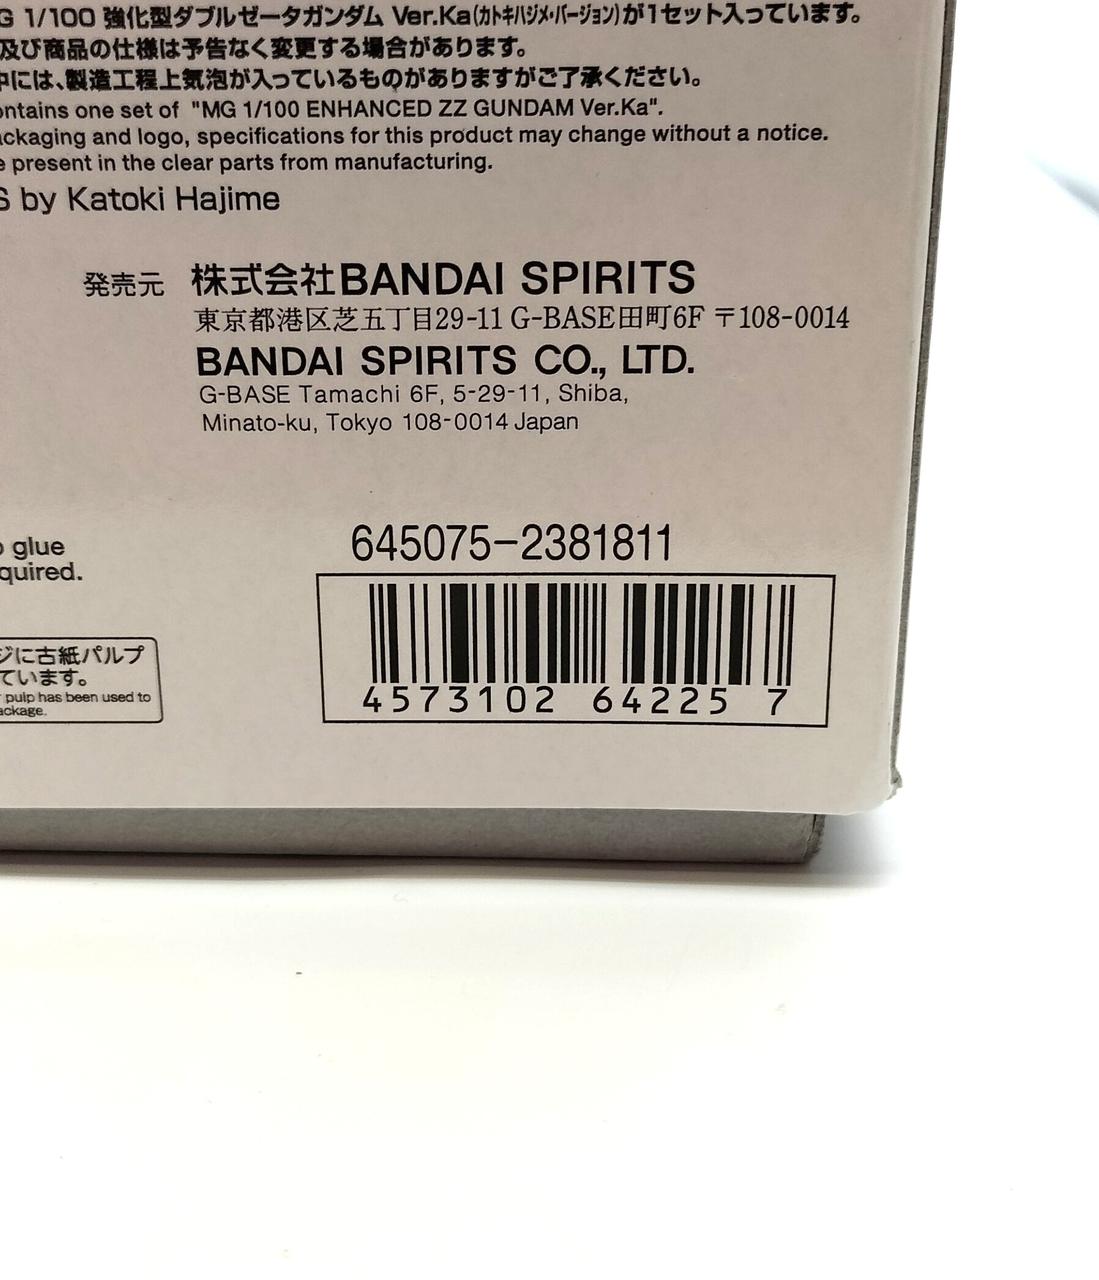 G 1/100 強化型ダブルゼータガンダム Ver.Ka(カトキハジメ・バージョン)が1セット入っています。
及び商品の仕様は予告なく変更する場合があります。
中には、製造工程上気泡が入っているものがありますがご了承ください。
ontains one set of "MG 1/100 ENHANCED ZZ GUNDAM Ver.Ka".
ackaging and logo, specifications for this product may change without a notice.
e present in the clear parts from manufacturing.
S by Katoki Hajime
発売元 株式会社BANDAI SPIRITS
東京都港区芝五丁目29-11 G-BASE田町6F 〒108-0014
BANDAI SPIRITS CO., LTD.
G-BASE Tamachi 6F, 5-29-11, Shiba,
Minato-ku, Tokyo 108-0014 Japan
o glue
quired.
645075-2381811
4573102 64225 7
ジに古紙パルプ
ています。
r pulp has been used to
ackage.